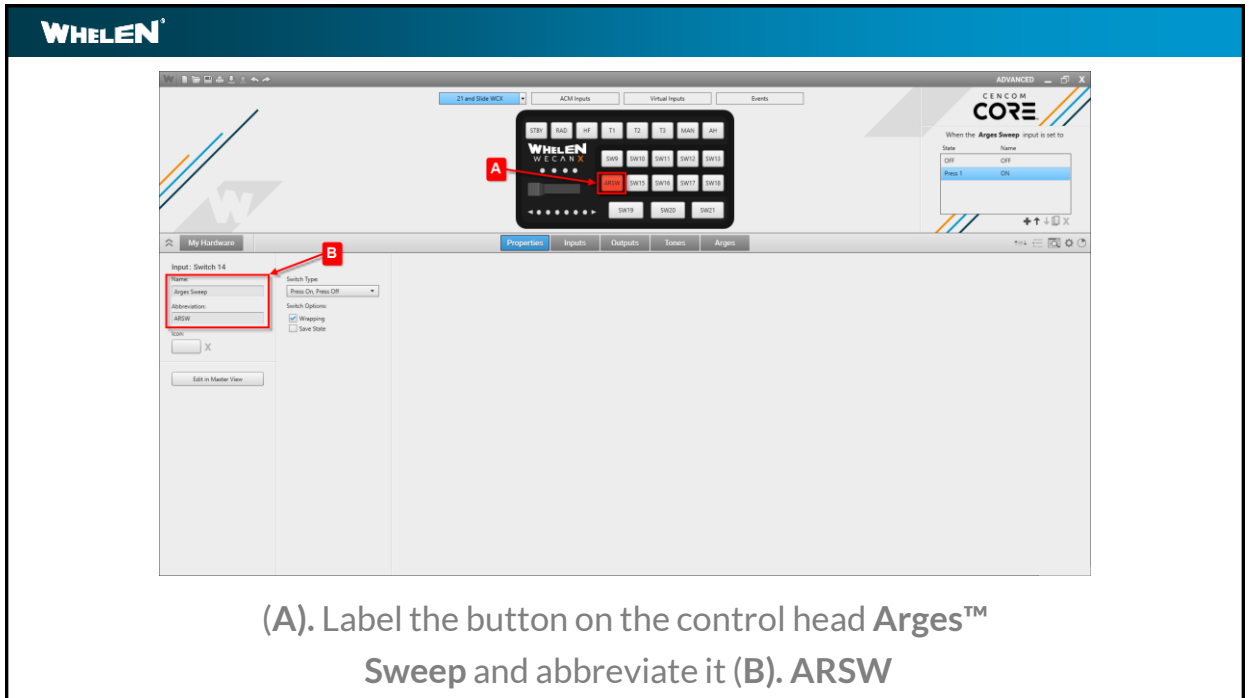 WHELEN®
ADVANCED
21 and Slide WCX
ACM Inputs
Virtual Inputs
Events
CENCOM
CORE
When the Arges Sweep input is set to
State Name
OFF OFF
Press 1 ON
STBY RAD HF T1 T2 T3 MAN AH
WHELEN
WECANX
SW9 SW10 SW11 SW12 SW13
A
ARSW SW15 SW16 SW17 SW18
SW19 SW20 SW21
My Hardware
Properties Inputs Outputs Tones Arges
B
Input: Switch 14
Name:
Arges Sweep
Abbreviation:
ARSW
Icon:
X
Edit in Master View
Switch Type:
Press On, Press Off
Switch Options:
Wrapping
Save State
(A). Label the button on the control head Arges™
Sweep and abbreviate it (B). ARSW